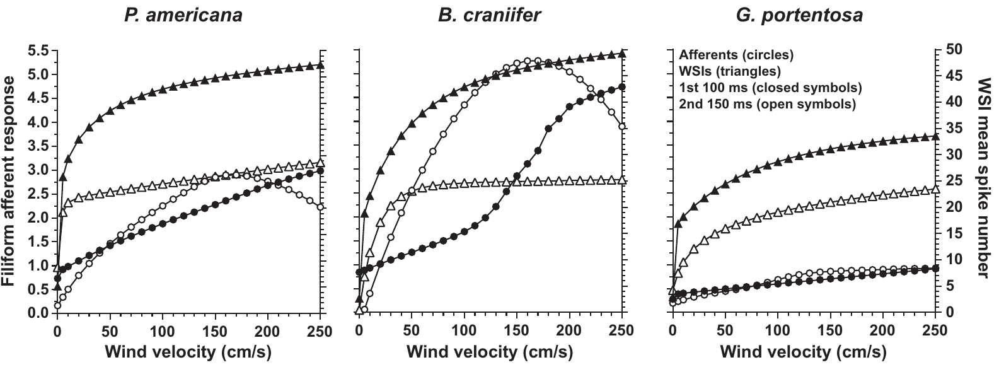 P. americana
B. craniifer
G. portentosa
Filiform afferent response
5.5
5.0
4.5
4.0
3.5
3.0
2.5
2.0
1.5
1.0
0.5
0.0
0 50 100 150 200 250
Wind velocity (cm/s)
0 50 100 150 200 250
Wind velocity (cm/s)
Afferents (circles)
WSIs (triangles)
1st 100 ms (closed symbols)
2nd 150 ms (open symbols)
0 50 100 150 200 250
Wind velocity (cm/s)
50
45
40
35
30
25
20
15
10
5
0
WSI mean spike number